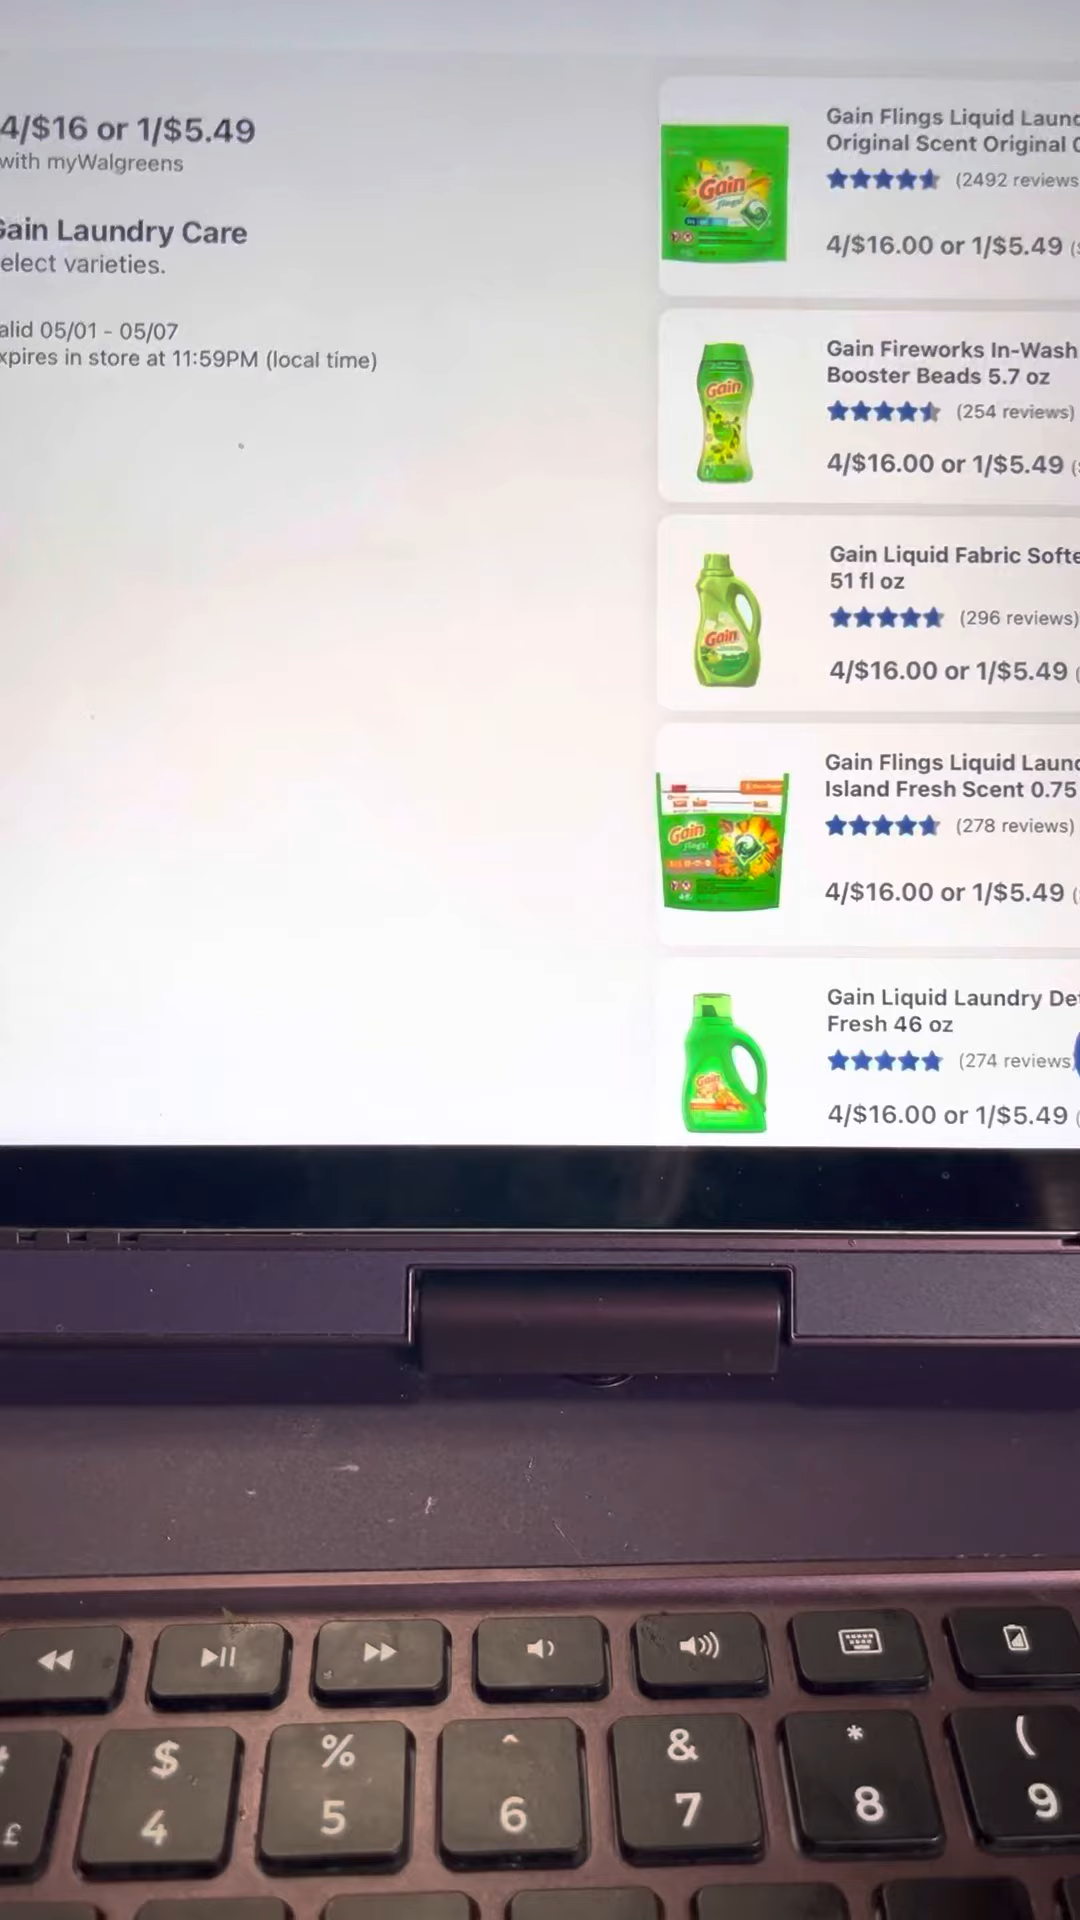 4/$16 or 1/$5.49
with myWalgreens
Gain Laundry Care
elect varieties.
alid 05/01 - 05/07
xpires in store at 11:59PM (local time)
Gain Flings Liquid Laund
Original Scent Original
(2492 reviews
4/$16.00 or 1/$5.49
Gain
flings!
Gain Fireworks In-Wash
Booster Beads 5.7 oz
(254 reviews)
4/$16.00 or 1/$5.49
Gain
Gain Liquid Fabric Softe
51 fl oz
(296 reviews)
4/$16.00 or 1/$5.49
Gain
Gain Flings Liquid Laund
Island Fresh Scent 0.75
(278 reviews)
4/$16.00 or 1/$5.49
Gain
flings!
Gain Liquid Laundry De
Fresh 46 oz
(274 reviews
4/$16.00 or 1/$5.49
Gain
$ % ^ & * (
£ 4 5 6 7 8 9